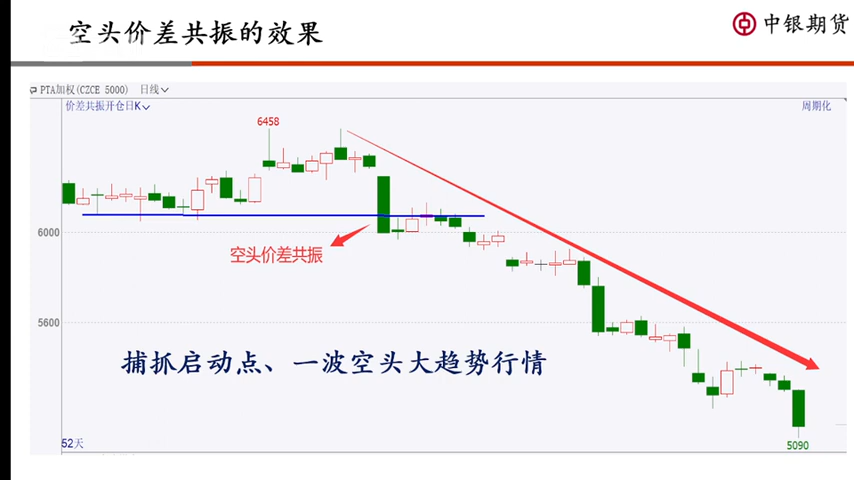 空头价差共振的效果
中银期货
PTA加权(CZCE 5000) 日线
价差共振开仓日K
周期化
6458
6000
空头价差共振
5600
捕抓启动点、一波空头大趋势行情
52天
5090